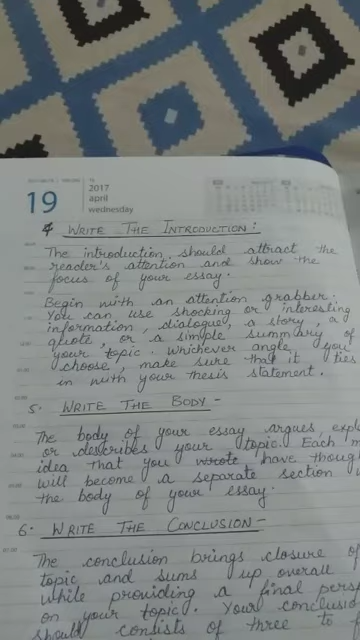 19
2017
april
wednesday
4 WRITE THE INTRODUCTION:
The introduction should attract the
reader's attention and show the
focus of your essay.
Begin with an attention grabber.
You can use shocking or interesting
information, dialogues, a story, a
quote, or a simple summary of
your topic. Whichever angle you
choose, make sure that it ties
in with your thesis statement.
5. WRITE THE BODY -
The body of your essay argues
or describes your topic. Each
idea that you wrote have
will become a separate section
the body of your essay.
6. WRITE THE CONCLUSION -
The conclusion brings closure of
topic and sums up overall
while providing a final
on your topic. Your
should consists of three to